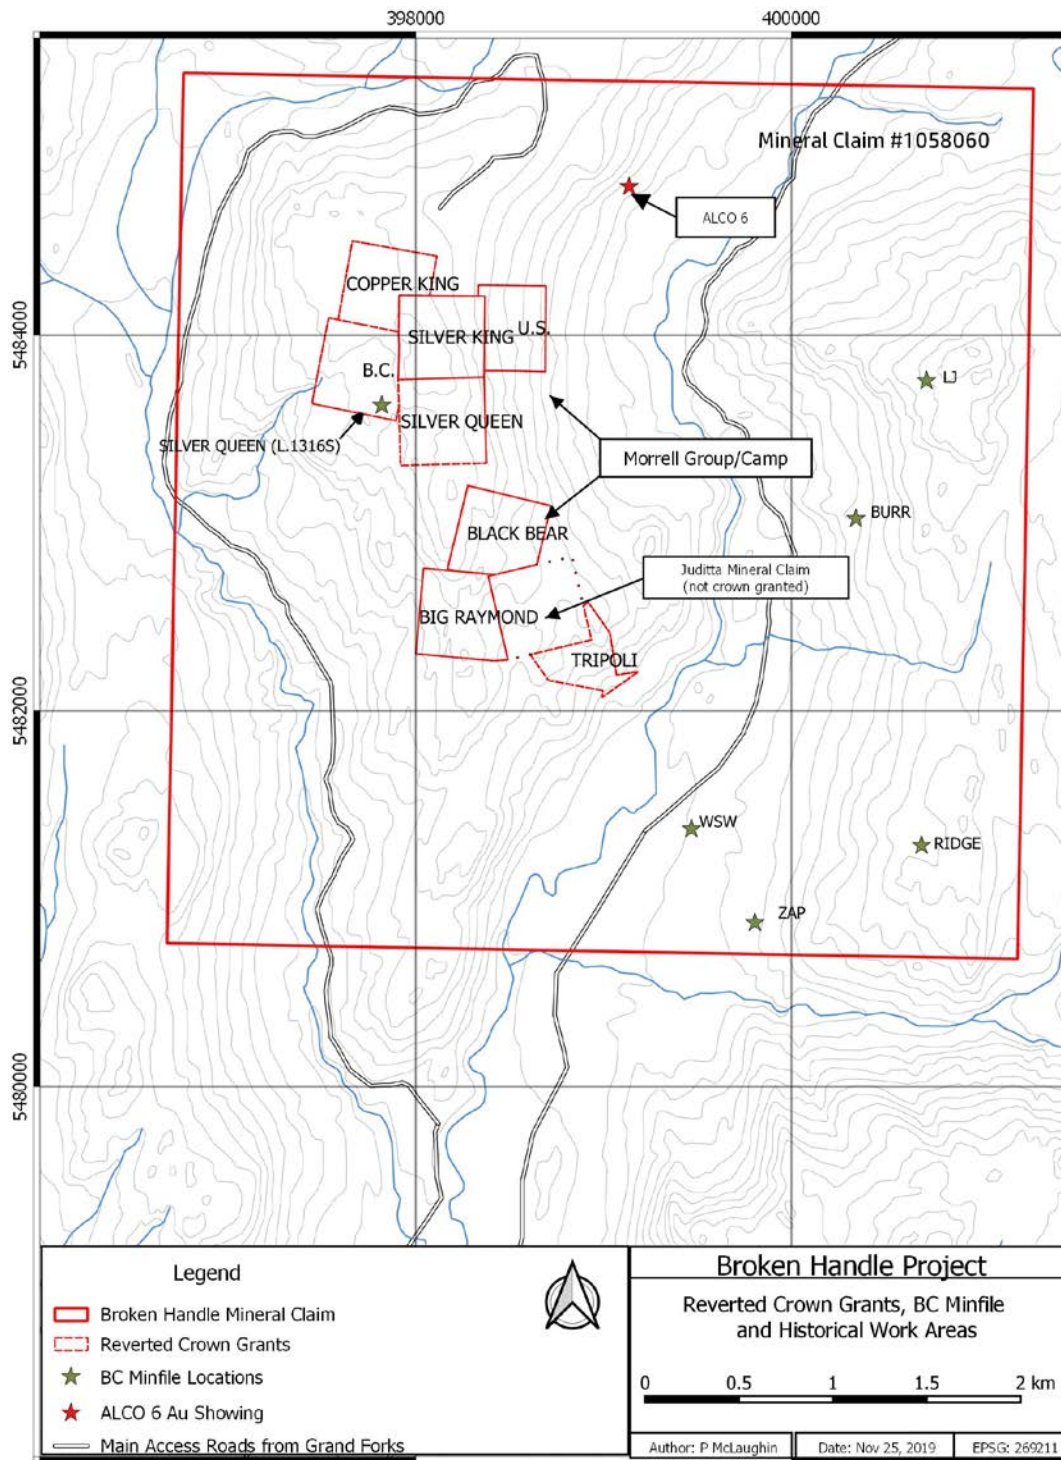 398000
400000
Mineral Claim #1058060
ALCO 6
COPPER KING
5484000
SILVER KING
U.S.
B.C.
LJ
SILVER QUEEN
SILVER QUEEN (L.1316S)
Morrell Group/Camp
BURR
BLACK BEAR
Juditta Mineral Claim
(not crown granted)
BIG RAYMOND
TRIPOLI
5482000
WSW
RIDGE
ZAP
5480000
Legend
Broken Handle Mineral Claim
Reverted Crown Grants
BC Minfile Locations
ALCO 6 Au Showing
Main Access Roads from Grand Forks
Broken Handle Project
Reverted Crown Grants, BC Minfile
and Historical Work Areas
0 0.5 1 1.5 2 km
Author: P McLaughin
Date: Nov 25, 2019
EPSG: 269211